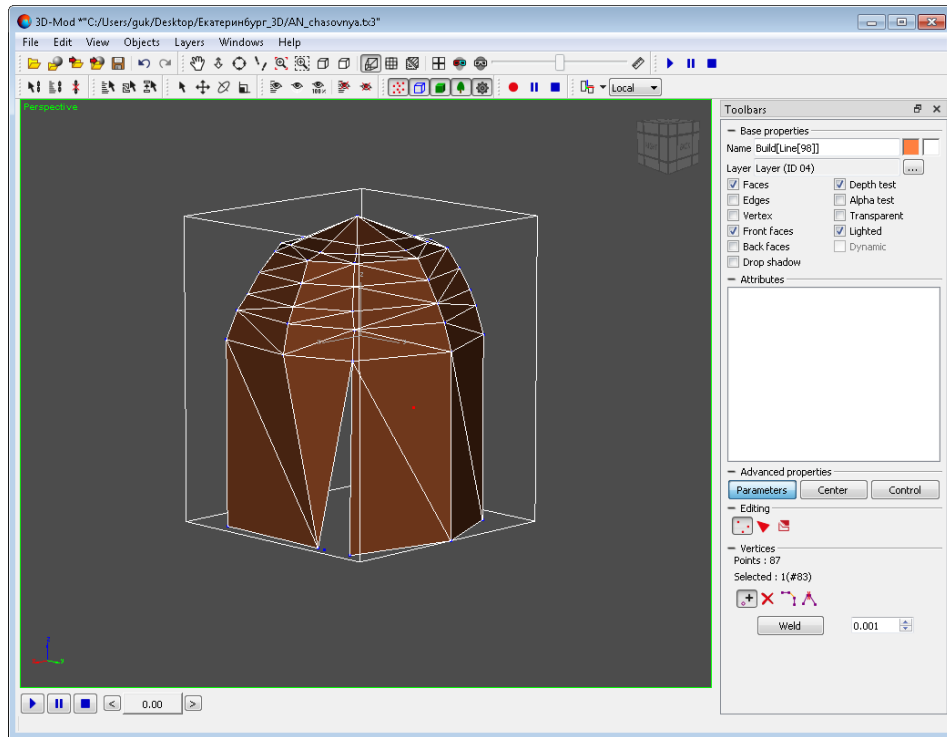 3D-Mod *"C:/Users/guk/Desktop/Екатеринбург_3D/AN_chasovnya.tx3"
File Edit View Objects Layers Windows Help
100%
Local
Perspective
Toolbars
Base properties
Name Build[Line[98]]
Layer Layer (ID 04) ...
Faces Depth test
Edges Alpha test
Vertex Transparent
Front faces Lighted
Back faces Dynamic
Drop shadow
Attributes
Advanced properties
Parameters Center Control
Editing
Vertices
Points : 87
Selected : 1(#83)
Weld 0.001
z
< 0.00 >